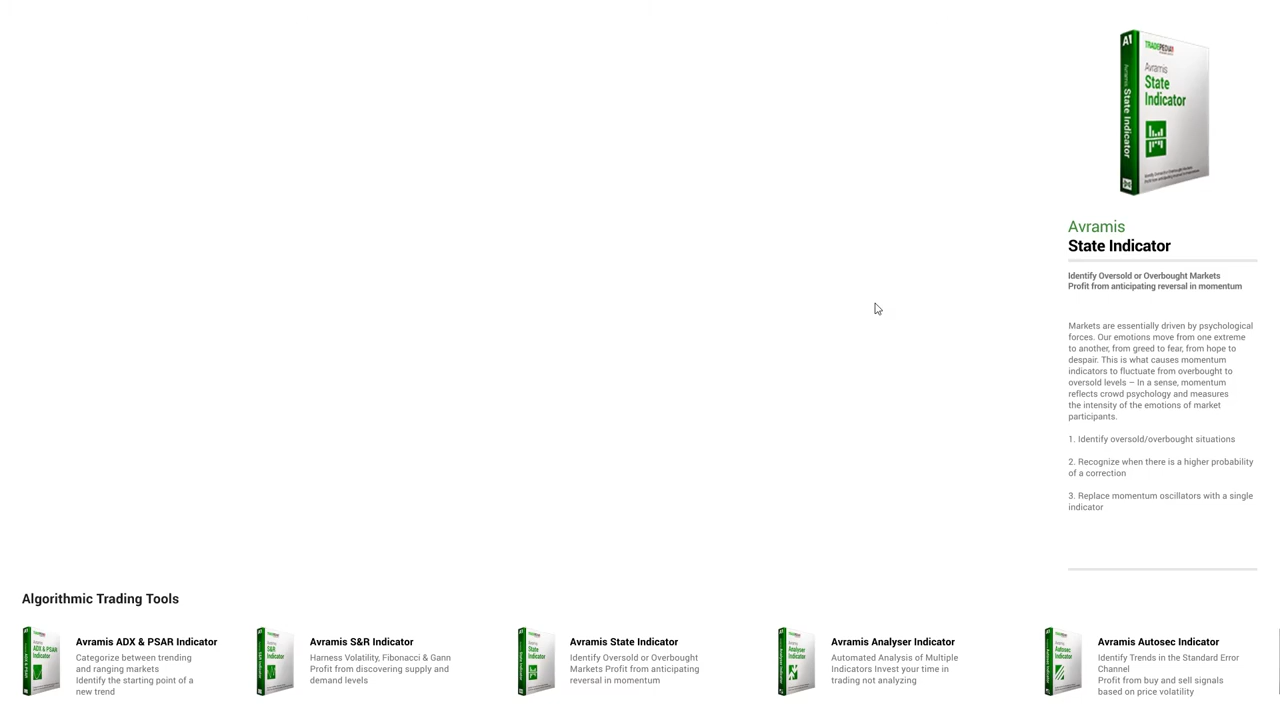 A1
TRADEPEDIA
Avramis
State
Indicator
Avramis State Indicator
Avramis
State Indicator
Identify Oversold or Overbought Markets
Profit from anticipating reversal in momentum
Markets are essentially driven by psychological
forces. Our emotions move from one extreme
to another, from greed to fear, from hope to
despair. This is what causes momentum
indicators to fluctuate from overbought to
oversold levels – In a sense, momentum
reflects crowd psychology and measures
the intensity of the emotions of market
participants.
1. Identify oversold/overbought situations
2. Recognize when there is a higher probability
of a correction
3. Replace momentum oscillators with a single
indicator
Algorithmic Trading Tools
Avramis ADX & PSAR Indicator
Categorize between trending
and ranging markets
Identify the starting point of a
new trend
Avramis S&R Indicator
Harness Volatility, Fibonacci & Gann
Profit from discovering supply and
demand levels
Avramis State Indicator
Identify Oversold or Overbought
Markets Profit from anticipating
reversal in momentum
Avramis Analyser Indicator
Automated Analysis of Multiple
Indicators Invest your time in
trading not analyzing
Avramis Autosec Indicator
Identify Trends in the Standard Error
Channel
Profit from buy and sell signals
based on price volatility